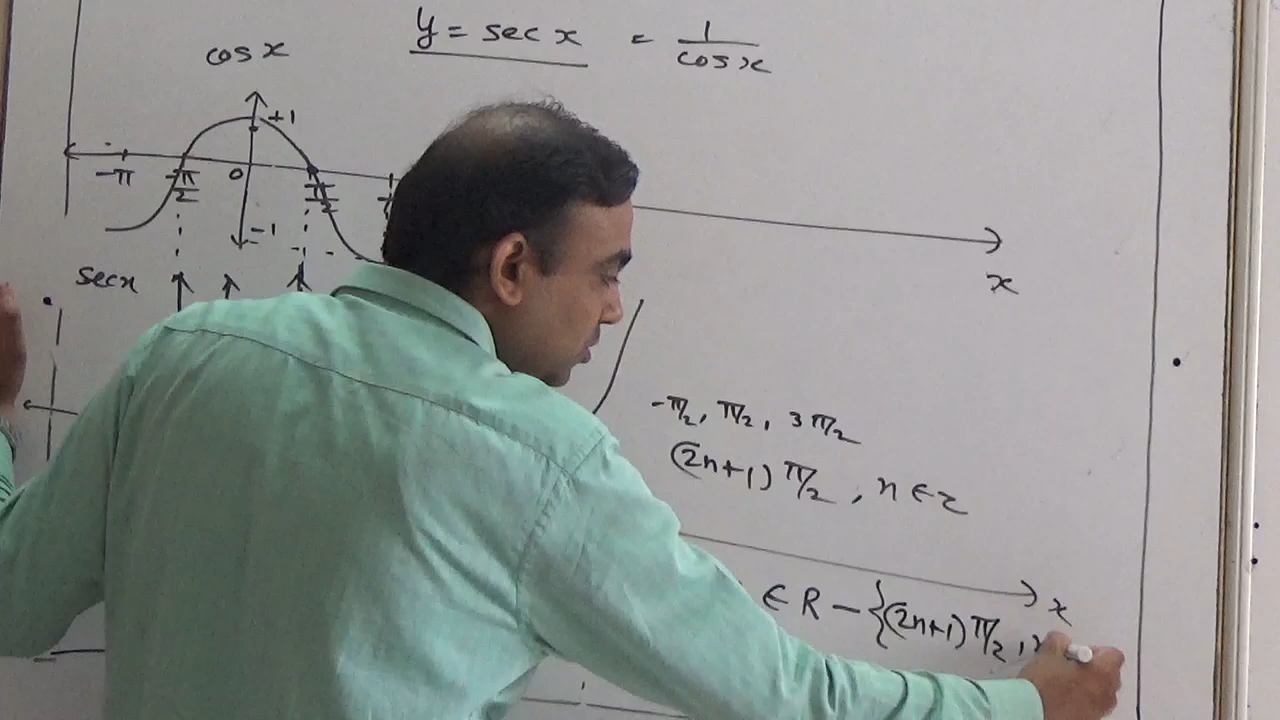 y = sec x = 1/cos x
cos x
+1
-π -π/2 0 π/2
-1
x
sec x
-π/2, π/2, 3π/2
(2n+1) π/2, n ∈ z
x
∈ R - {(2n+1) π/2,